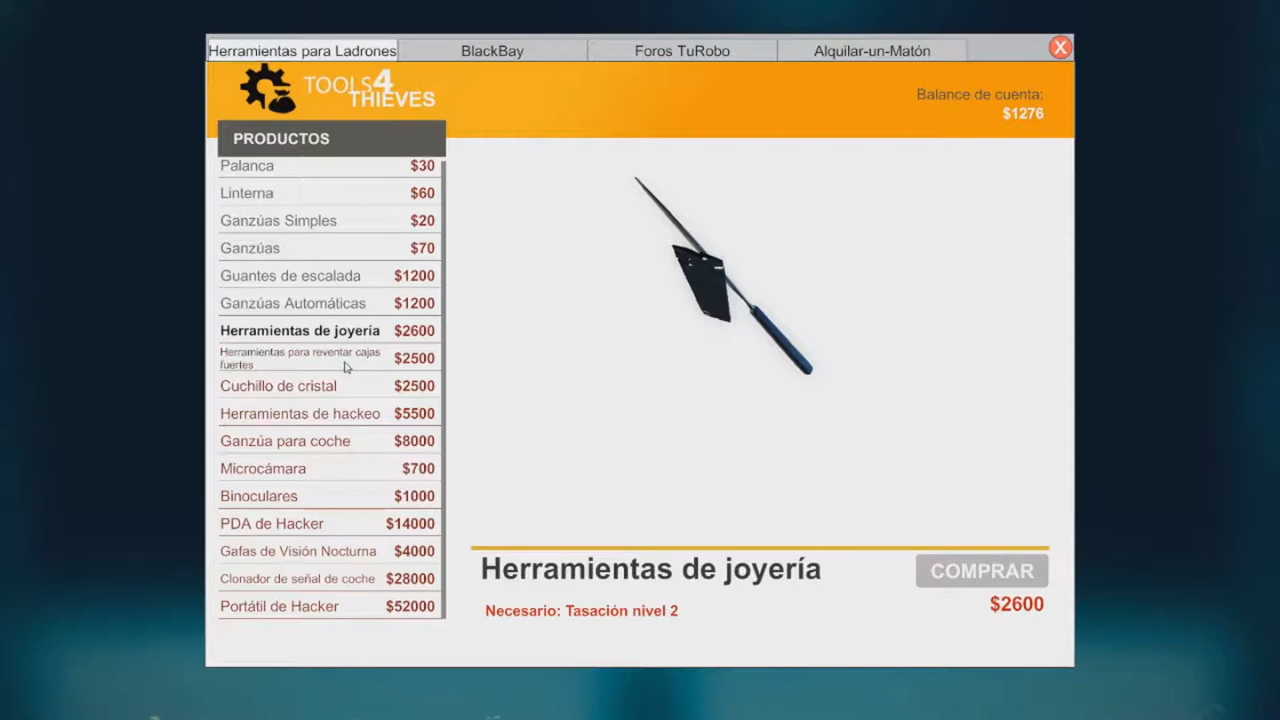 Herramientas para Ladrones BlackBay Foros TuRobo Alquilar-un-Matón X
TOOLS4
THIEVES
Balance de cuenta:
$1276
PRODUCTOS
Palanca $30
Linterna $60
Ganzúas Simples $20
Ganzúas $70
Guantes de escalada $1200
Ganzúas Automáticas $1200
Herramientas de joyería $2600
Herramientas para reventar cajas
fuertes $2500
Cuchillo de cristal $2500
Herramientas de hackeo $5500
Ganzúa para coche $8000
Microcámara $700
Binoculares $1000
PDA de Hacker $14000
Gafas de Visión Nocturna $4000
Clonador de señal de coche $28000
Portátil de Hacker $52000
Herramientas de joyería COMPRAR
Necesario: Tasación nivel 2 $2600